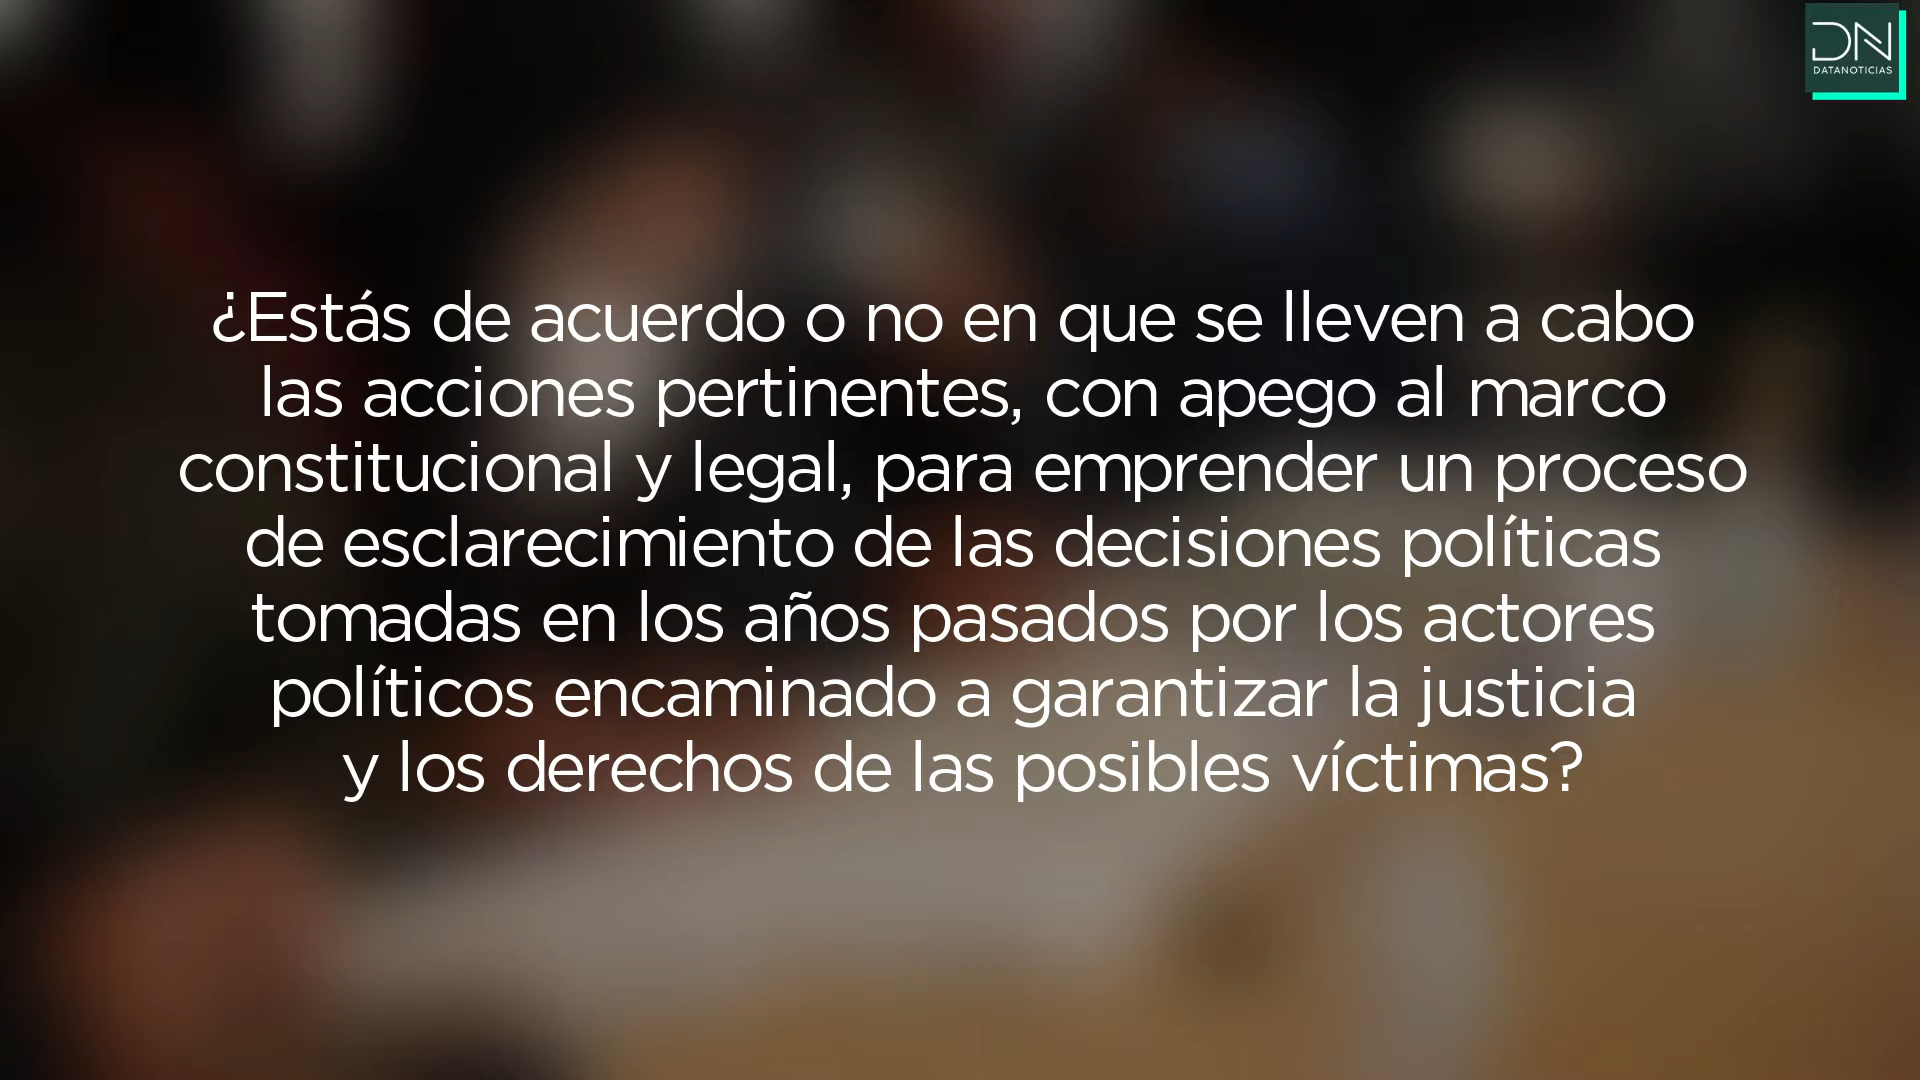 DN
DATANOTICIAS
¿Estás de acuerdo o no en que se lleven a cabo
las acciones pertinentes, con apego al marco
constitucional y legal, para emprender un proceso
de esclarecimiento de las decisiones políticas
tomadas en los años pasados por los actores
políticos encaminado a garantizar la justicia
y los derechos de las posibles víctimas?